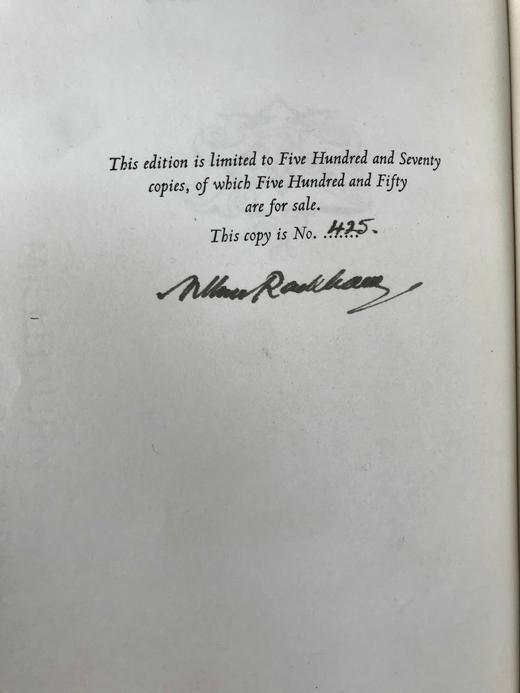 This edition is limited to Five Hundred and Seventy
copies, of which Five Hundred and Fifty
are for sale.
This copy is No. 425.
Arthur Rackham